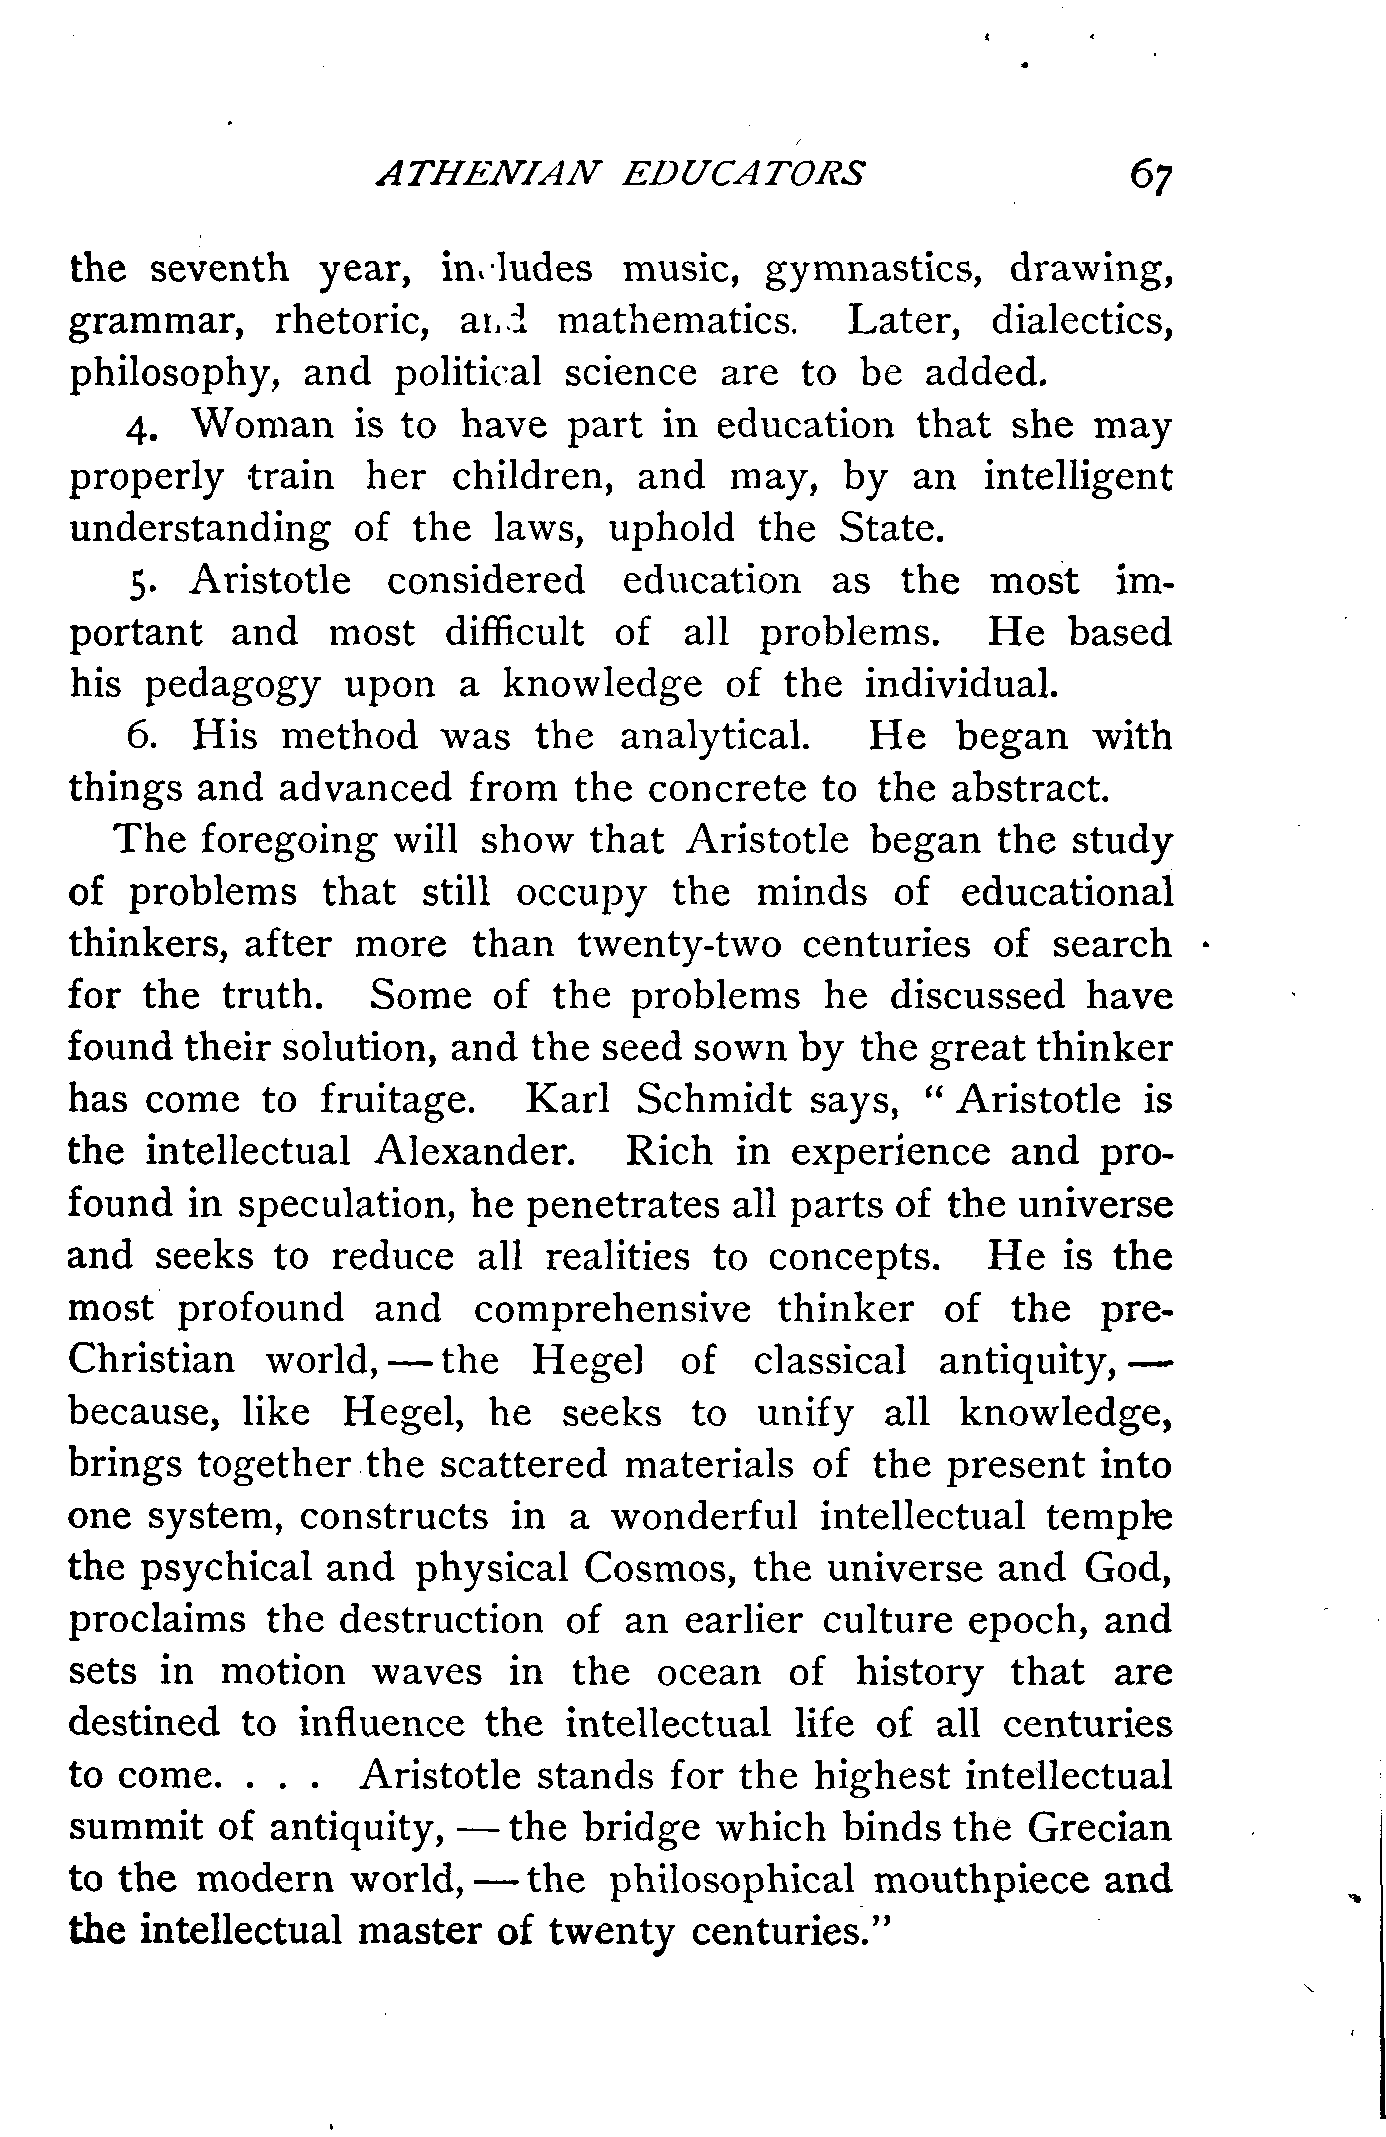 ATHENIAN EDUCATORS 67
the seventh year, includes music, gymnastics, drawing,
grammar, rhetoric, and mathematics. Later, dialectics,
philosophy, and political science are to be added.
4. Woman is to have part in education that she may
properly train her children, and may, by an intelligent
understanding of the laws, uphold the State.
5. Aristotle considered education as the most im-
portant and most difficult of all problems. He based
his pedagogy upon a knowledge of the individual.
6. His method was the analytical. He began with
things and advanced from the concrete to the abstract.
The foregoing will show that Aristotle began the study
of problems that still occupy the minds of educational
thinkers, after more than twenty-two centuries of search
for the truth. Some of the problems he discussed have
found their solution, and the seed sown by the great thinker
has come to fruitage. Karl Schmidt says, " Aristotle is
the intellectual Alexander. Rich in experience and pro-
found in speculation, he penetrates all parts of the universe
and seeks to reduce all realities to concepts. He is the
most profound and comprehensive thinker of the pre-
Christian world, — the Hegel of classical antiquity, —
because, like Hegel, he seeks to unify all knowledge,
brings together the scattered materials of the present into
one system, constructs in a wonderful intellectual temple
the psychical and physical Cosmos, the universe and God,
proclaims the destruction of an earlier culture epoch, and
sets in motion waves in the ocean of history that are
destined to influence the intellectual life of all centuries
to come. . . . Aristotle stands for the highest intellectual
summit of antiquity, — the bridge which binds the Grecian
to the modern world, — the philosophical mouthpiece and
the intellectual master of twenty centuries."